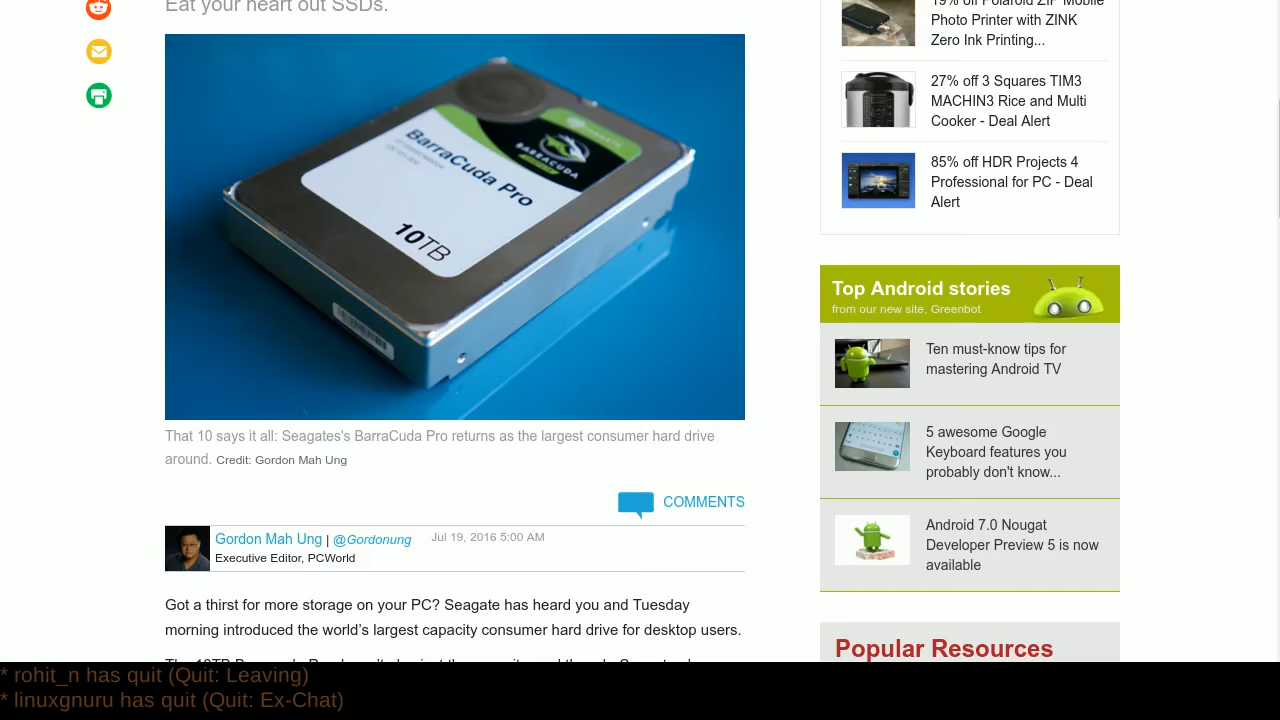 Eat your heart out SSDs.
BarraCuda Pro
BARRACUDA
10TB
That 10 says it all: Seagates's BarraCuda Pro returns as the largest consumer hard drive
around. Credit: Gordon Mah Ung
COMMENTS
Gordon Mah Ung | @Gordonung Jul 19, 2016 5:00 AM
Executive Editor, PCWorld
Got a thirst for more storage on your PC? Seagate has heard you and Tuesday
morning introduced the world's largest capacity consumer hard drive for desktop users.
19% off Polaroid ZIP Mobile
Photo Printer with ZINK
Zero Ink Printing...
27% off 3 Squares TIM3
MACHIN3 Rice and Multi
Cooker - Deal Alert
85% off HDR Projects 4
Professional for PC - Deal
Alert
Top Android stories
from our new site, Greenbot
Ten must-know tips for
mastering Android TV
5 awesome Google
Keyboard features you
probably don't know...
Android 7.0 Nougat
Developer Preview 5 is now
available
Popular Resources
* rohit_n has quit (Quit: Leaving)
* linuxgnuru has quit (Quit: Ex-Chat)